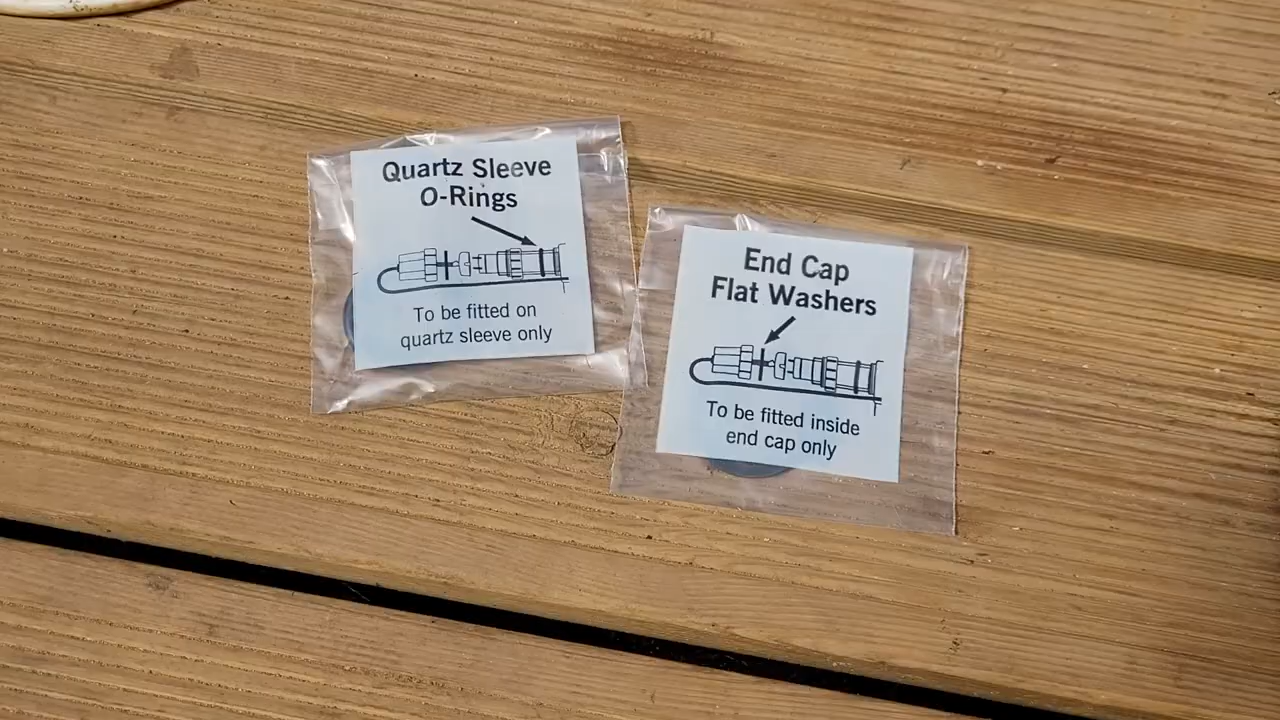 Quartz Sleeve
O-Rings
To be fitted on
quartz sleeve only
End Cap
Flat Washers
To be fitted inside
end cap only